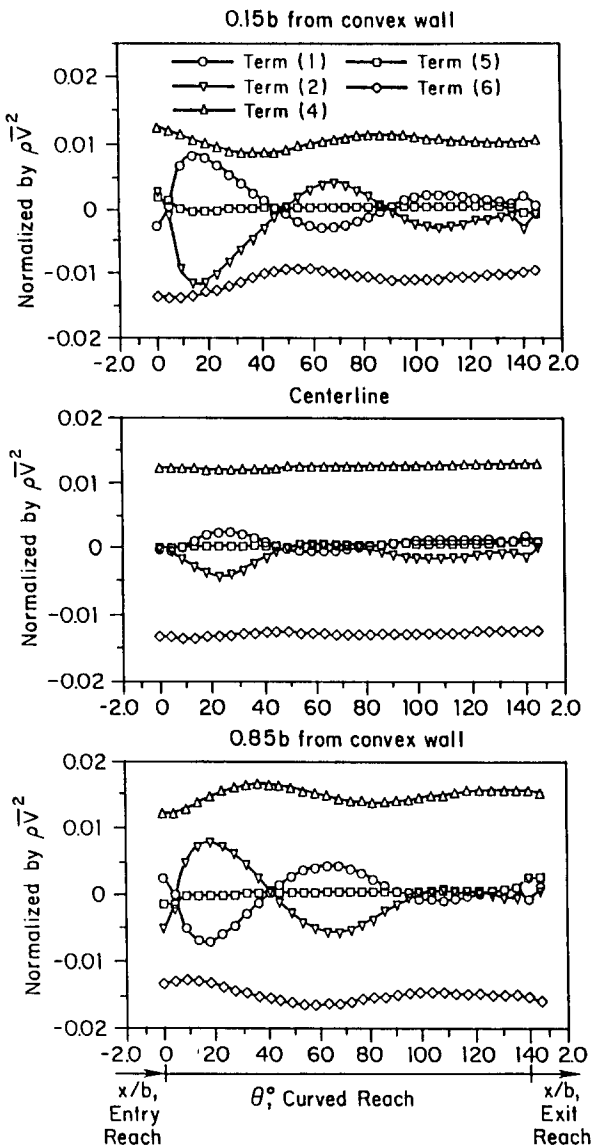 0.15b from convex wall
Term (1)
Term (5)
Term (2)
Term (6)
Term (4)
Normalized by ρV̅²
0.02
0.01
0
-0.01
-0.02
-2.0 0 20 40 60 80 100 120 140 2.0
Centerline
Normalized by ρV̅²
0.02
0.01
0
-0.01
-0.02
-2.0 0 20 40 60 80 100 120 140 2.0
0.85b from convex wall
Normalized by ρV̅²
0.02
0.01
0
-0.01
-0.02
-2.0 0 20 40 60 80 100 120 140 2.0
x/b,
Entry
Reach
θ°, Curved Reach
x/b,
Exit
Reach